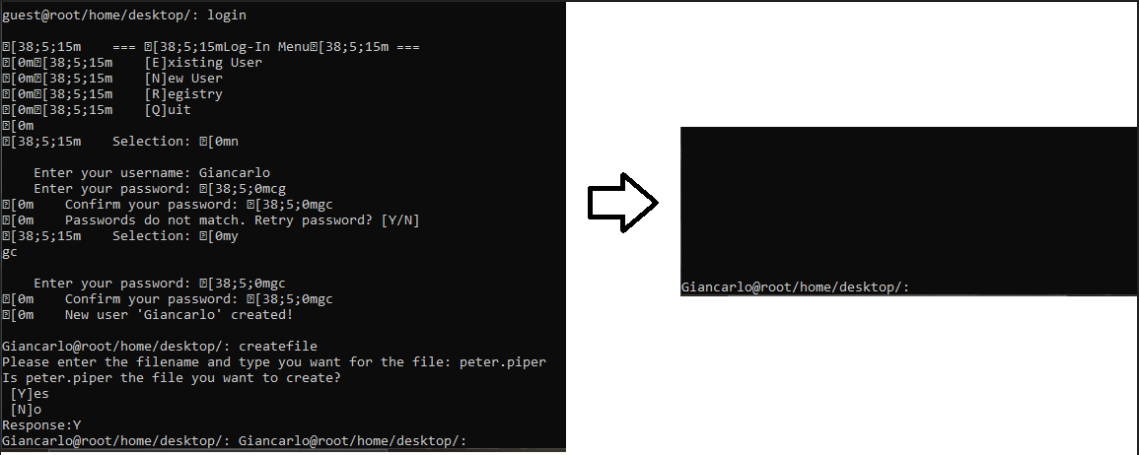 guest@root/home/desktop/: login
⍰[38;5;15m    === ⍰[38;5;15mLog-In Menu⍰[38;5;15m ===
⍰[0m⍰[38;5;15m    [E]xisting User
⍰[0m⍰[38;5;15m    [N]ew User
⍰[0m⍰[38;5;15m    [R]egistry
⍰[0m⍰[38;5;15m    [Q]uit
⍰[0m
⍰[38;5;15m    Selection: ⍰[0mn
    Enter your username: Giancarlo
    Enter your password: ⍰[38;5;0mcg
⍰[0m    Confirm your password: ⍰[38;5;0mgc
⍰[0m    Passwords do not match. Retry password? [Y/N]
⍰[38;5;15m    Selection: ⍰[0my
gc
    Enter your password: ⍰[38;5;0mgc
⍰[0m    Confirm your password: ⍰[38;5;0mgc
⍰[0m    New user 'Giancarlo' created!
Giancarlo@root/home/desktop/: createfile
Please enter the filename and type you want for the file: peter.piper
Is peter.piper the file you want to create?
 [Y]es
 [N]o
Response:Y
Giancarlo@root/home/desktop/: Giancarlo@root/home/desktop/:
Giancarlo@root/home/desktop/: